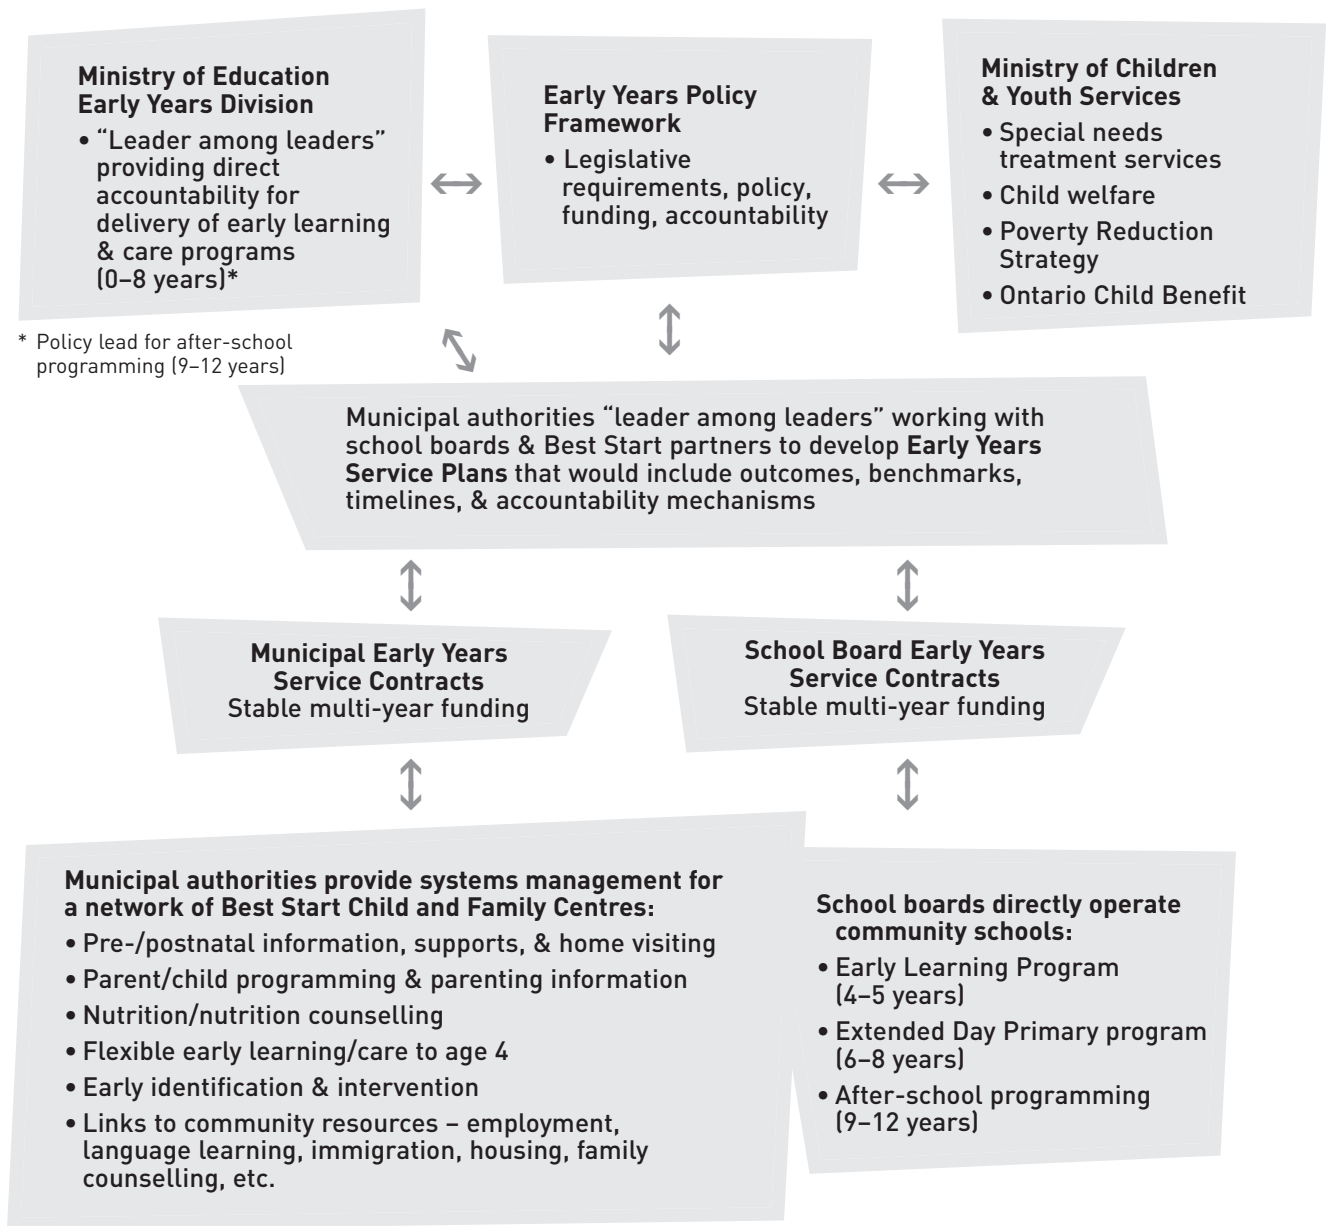 Ministry of Education
Early Years Division
• “Leader among leaders”
providing direct
accountability for
delivery of early learning
& care programs
(0–8 years)*
* Policy lead for after-school
programming (9–12 years)
Early Years Policy
Framework
• Legislative
requirements, policy,
funding, accountability
Ministry of Children
& Youth Services
• Special needs
treatment services
• Child welfare
• Poverty Reduction
Strategy
• Ontario Child Benefit
Municipal authorities “leader among leaders” working with
school boards & Best Start partners to develop Early Years
Service Plans that would include outcomes, benchmarks,
timelines, & accountability mechanisms
Municipal Early Years
Service Contracts
Stable multi-year funding
School Board Early Years
Service Contracts
Stable multi-year funding
Municipal authorities provide systems management for
a network of Best Start Child and Family Centres:
• Pre-/postnatal information, supports, & home visiting
• Parent/child programming & parenting information
• Nutrition/nutrition counselling
• Flexible early learning/care to age 4
• Early identification & intervention
• Links to community resources – employment,
language learning, immigration, housing, family
counselling, etc.
School boards directly operate
community schools:
• Early Learning Program
(4–5 years)
• Extended Day Primary program
(6–8 years)
• After-school programming
(9–12 years)